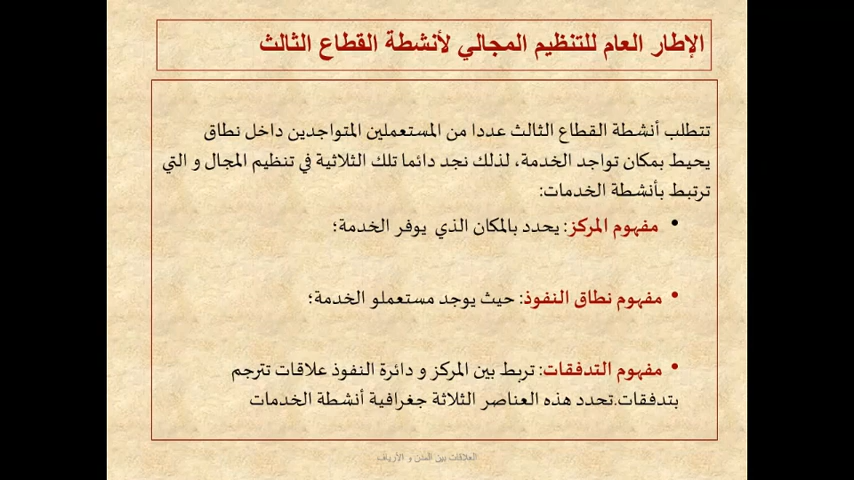 الإطار العام للتنظيم المجالي لأنشطة القطاع الثالث
تتطلب أنشطة القطاع الثالث عددا من المستعملين المتواجدين داخل نطاق
يحيط بمكان تواجد الخدمة، لذلك نجد دائما تلك الثلاثية في تنظيم المجال و التي
ترتبط بأنشطة الخدمات:
• مفهوم المركز: يحدد بالمكان الذي يوفر الخدمة؛
• مفهوم نطاق النفوذ: حيث يوجد مستعملو الخدمة؛
• مفهوم التدفقات: تربط بين المركز و دائرة النفوذ علاقات تترجم
بتدفقات.تحدد هذه العناصر الثلاثة جغرافية أنشطة الخدمات
العلاقات بين المدن و الأرياف